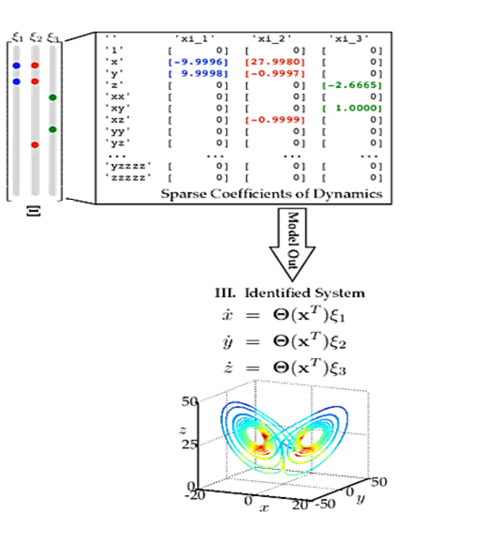 ξ1 ξ2 ξ3
'' 'xi_1' 'xi_2' 'xi_3'
'1' [ 0] [ 0] [ 0]
'x' [-9.9996] [27.9980] [ 0]
'y' [ 9.9998] [-0.9997] [ 0]
'z' [ 0] [ 0] [-2.6665]
'xx' [ 0] [ 0] [ 0]
'xy' [ 0] [ 0] [ 1.0000]
'xz' [ 0] [-0.9999] [ 0]
'yy' [ 0] [ 0] [ 0]
'yz' [ 0] [ 0] [ 0]
... ... ... ...
'yzzzz' [ 0] [ 0] [ 0]
'zzzzz' [ 0] [ 0] [ 0]
Sparse Coefficients of Dynamics
Ξ
Model Out
III. Identified System
ẋ = Θ(x^T)ξ1
ẏ = Θ(x^T)ξ2
ż = Θ(x^T)ξ3
50
z
25
0
-20 0 x 20 -50 0 y 50